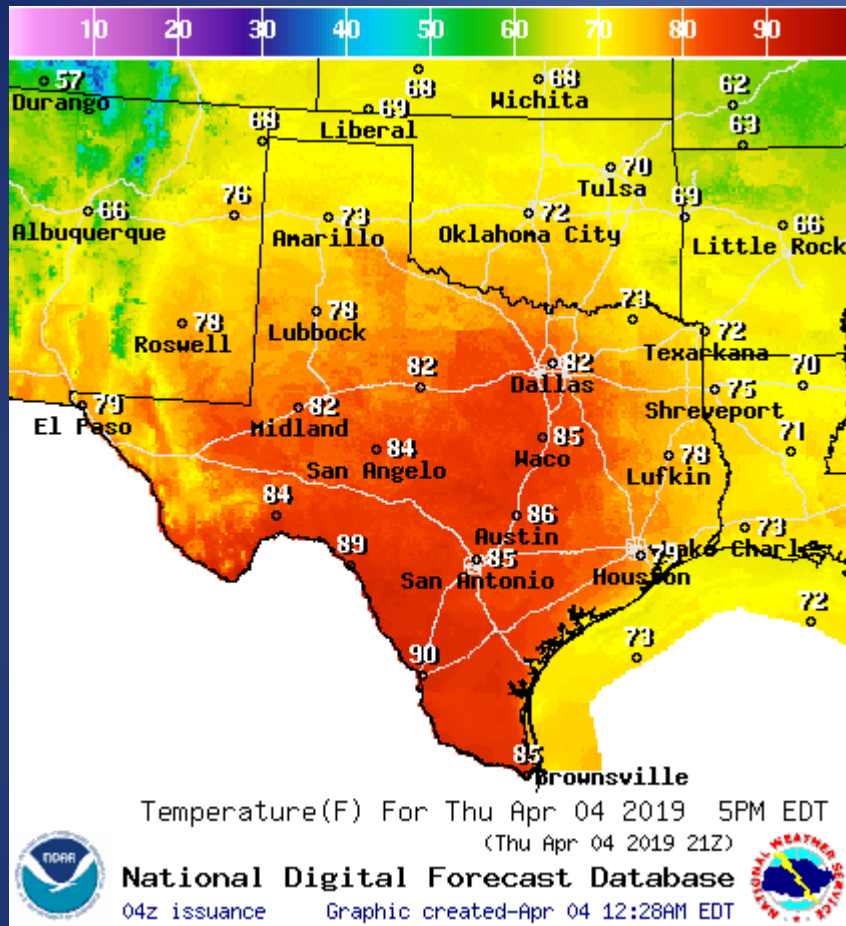 10 20 30 40 50 60 70 80 90
57
Durango
68
68
Wichita
62
69
Liberal
68
63
70
Tulsa
76
66
Albuquerque
73
Amarillo
72
Oklahoma City
69
66
Little Rock
78
Roswell
78
Lubbock
73
72
Texarkana
82
82
Dallas
70
79
El Paso
82
Midland
75
Shreveport
84
San Angelo
85
Waco
78
Lufkin
71
84
86
Austin
73
Lake Charles
89
85
San Antonio
79
Houston
72
90
73
85
Brownsville
Temperature(F) For Thu Apr 04 2019 5PM EDT
(Thu Apr 04 2019 21Z)
National Digital Forecast Database
04z issuance Graphic created-Apr 04 12:28AM EDT
NOAA
NATIONAL WEATHER SERVICE